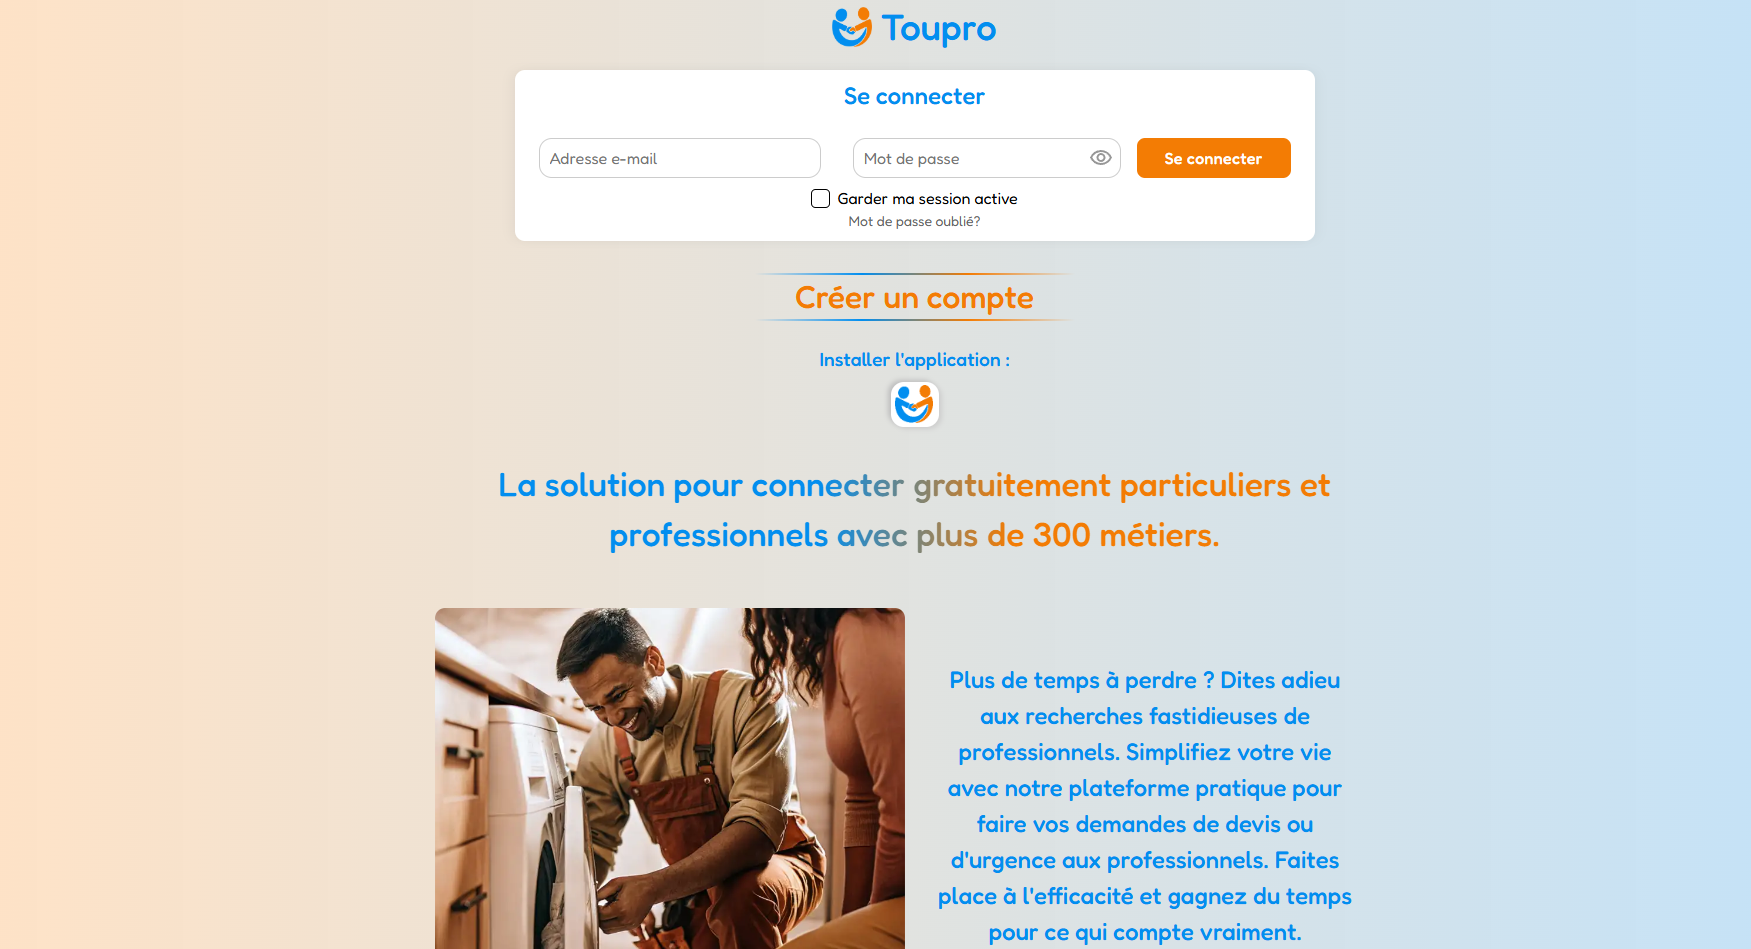 Toupro
Se connecter
Adresse e-mail
Mot de passe
Se connecter
Garder ma session active
Mot de passe oublié?
Créer un compte
Installer l'application :
La solution pour connecter gratuitement particuliers et
professionnels avec plus de 300 métiers.
Plus de temps à perdre ? Dites adieu
aux recherches fastidieuses de
professionnels. Simplifiez votre vie
avec notre plateforme pratique pour
faire vos demandes de devis ou
d'urgence aux professionnels. Faites
place à l'efficacité et gagnez du temps
pour ce qui compte vraiment.